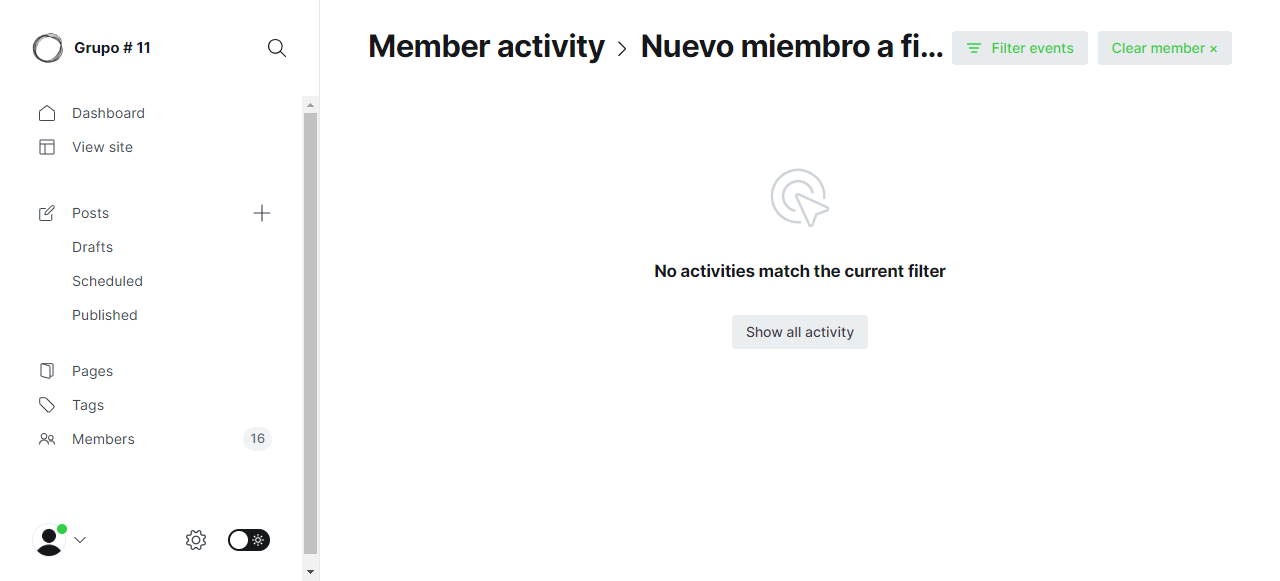 Grupo # 11
Dashboard
View site
Posts
Drafts
Scheduled
Published
Pages
Tags
Members 16
Member activity > Nuevo miembro a fi...
Filter events
Clear member ×
No activities match the current filter
Show all activity